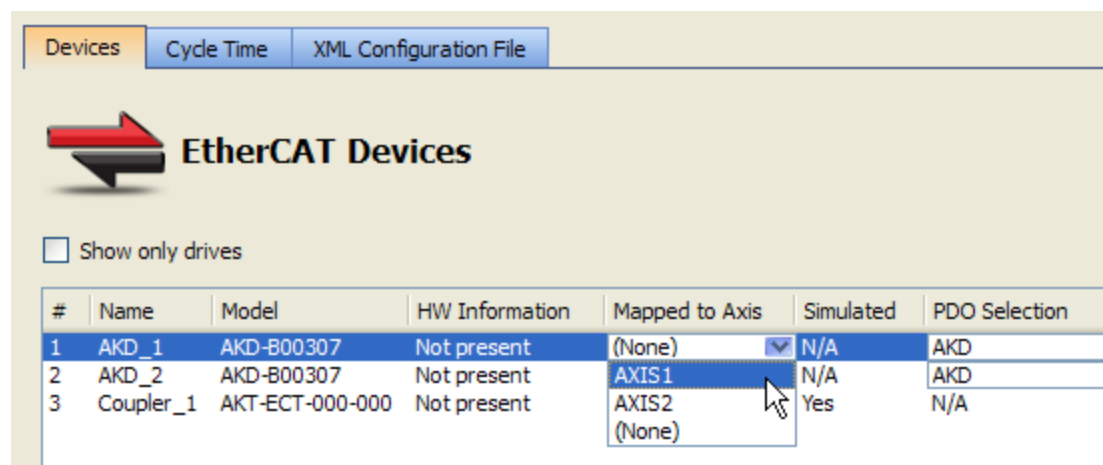 Devices Cycle Time XML Configuration File
EtherCAT Devices
Show only drives
# Name Model HW Information Mapped to Axis Simulated PDO Selection
1 AKD_1 AKD-B00307 Not present (None) N/A AKD
2 AKD_2 AKD-B00307 Not present AXIS1 N/A AKD
3 Coupler_1 AKT-ECT-000-000 Not present AXIS2 Yes N/A
(None)